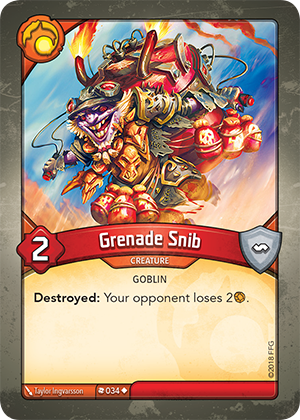 2
Grenade Snib
CREATURE
GOBLIN
Destroyed: Your opponent loses 2.
Taylor Ingvarsson
034
©2018 FFG